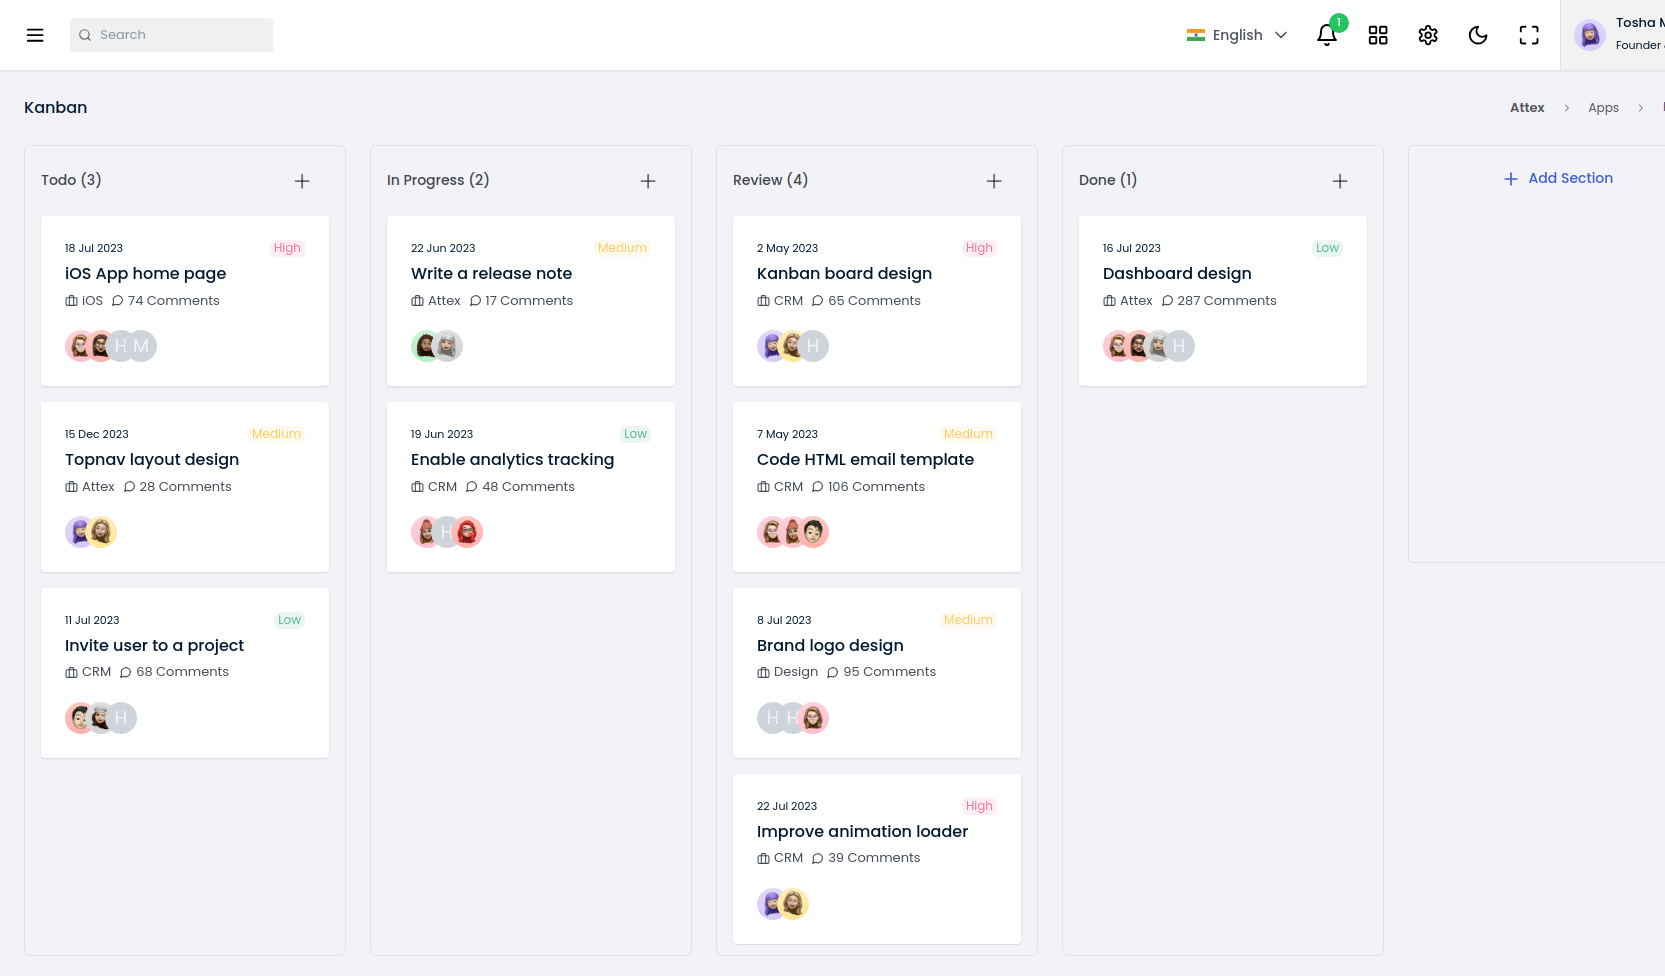 Search
English
1
Tosha
Founder
Kanban
Attex > Apps >
Todo (3)
18 Jul 2023 High
iOS App home page
iOS 74 Comments
H M
15 Dec 2023 Medium
Topnav layout design
Attex 28 Comments
11 Jul 2023 Low
Invite user to a project
CRM 68 Comments
H
In Progress (2)
22 Jun 2023 Medium
Write a release note
Attex 17 Comments
19 Jun 2023 Low
Enable analytics tracking
CRM 48 Comments
H
Review (4)
2 May 2023 High
Kanban board design
CRM 65 Comments
H
7 May 2023 Medium
Code HTML email template
CRM 106 Comments
8 Jul 2023 Medium
Brand logo design
Design 95 Comments
H H
22 Jul 2023 High
Improve animation loader
CRM 39 Comments
Done (1)
16 Jul 2023 Low
Dashboard design
Attex 287 Comments
H
Add Section